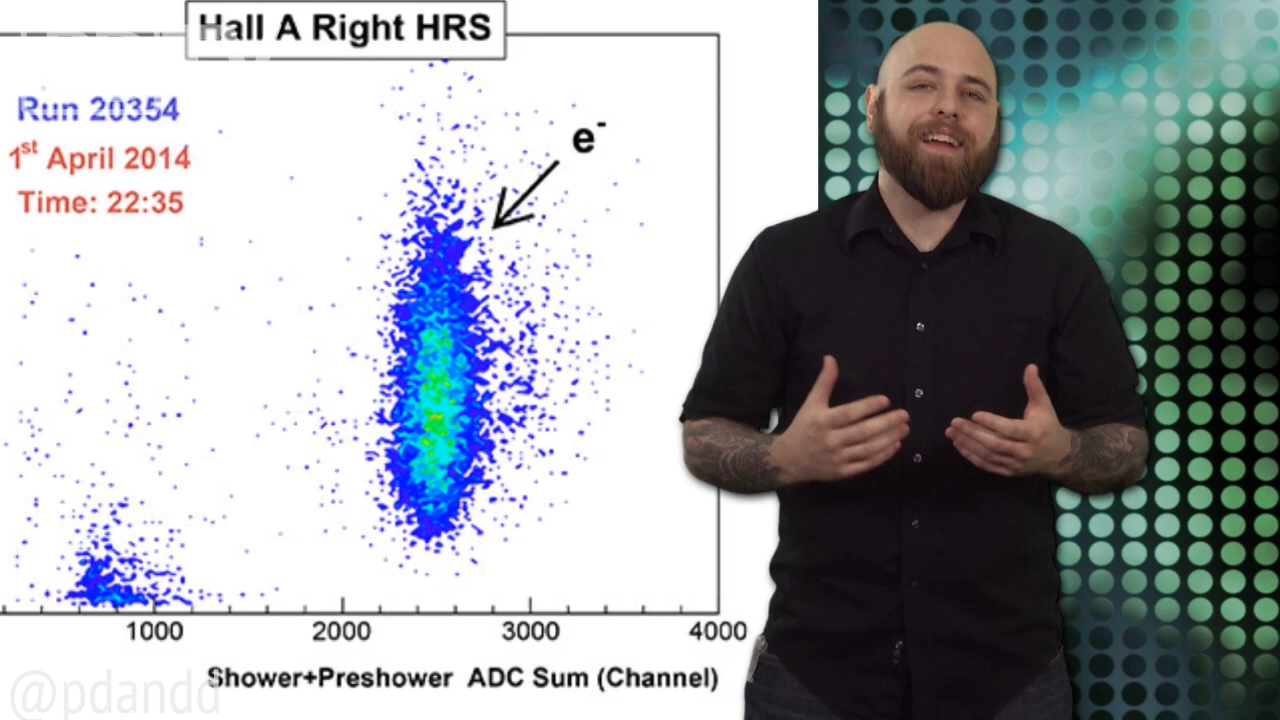 Hall A Right HRS
Run 20354
1st April 2014
Time: 22:35
e-
1000 2000 3000 4000
Shower+Preshower ADC Sum (Channel)
@pdandd